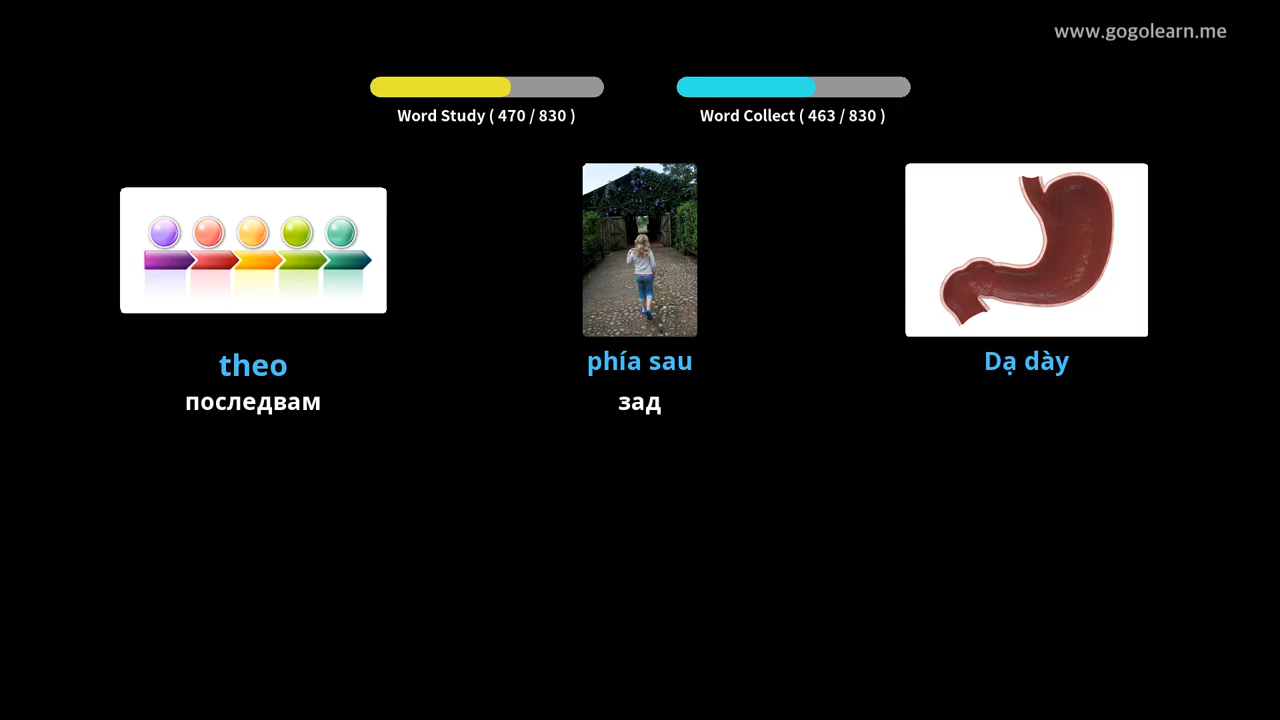 www.gogolearn.me
Word Study ( 470 / 830 )
Word Collect ( 463 / 830 )
theo
последвам
phía sau
зад
Dạ dày